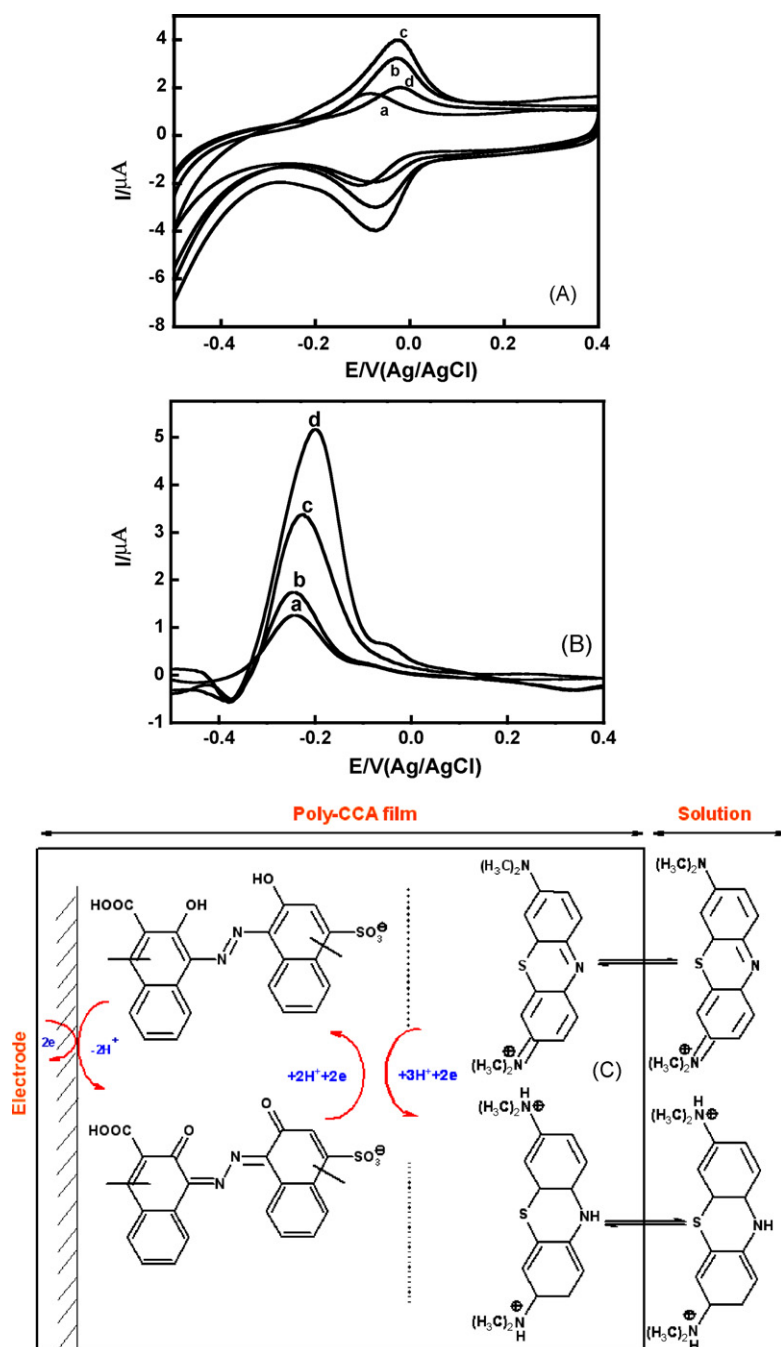 4
2
0
-2
-4
-6
-8
I/µA
c
b
d
a
(A)
-0.4
-0.2
0.0
0.2
0.4
E/V(Ag/AgCl)
5
4
3
2
1
0
-1
I/µA
d
c
b
a
(B)
-0.4
-0.2
0.0
0.2
0.4
E/V(Ag/AgCl)
Poly-CCA film
Solution
Electrode
HOOC
OH
HO
N
N
SO₃⊖
2e
-2H⁺
+2H⁺+2e
+3H⁺+2e
HOOC
O
O
N
N
SO₃⊖
(H₃C)₂N
S
N
(H₃C)₂N
⊕
(H₃C)₂N
S
N
(H₃C)₂N
⊕
(C)
(H₃C)₂NH
⊕
S
NH
(H₃C)₂N
H
⊕
(H₃C)₂NH
⊕
S
NH
(H₃C)₂N
H
⊕